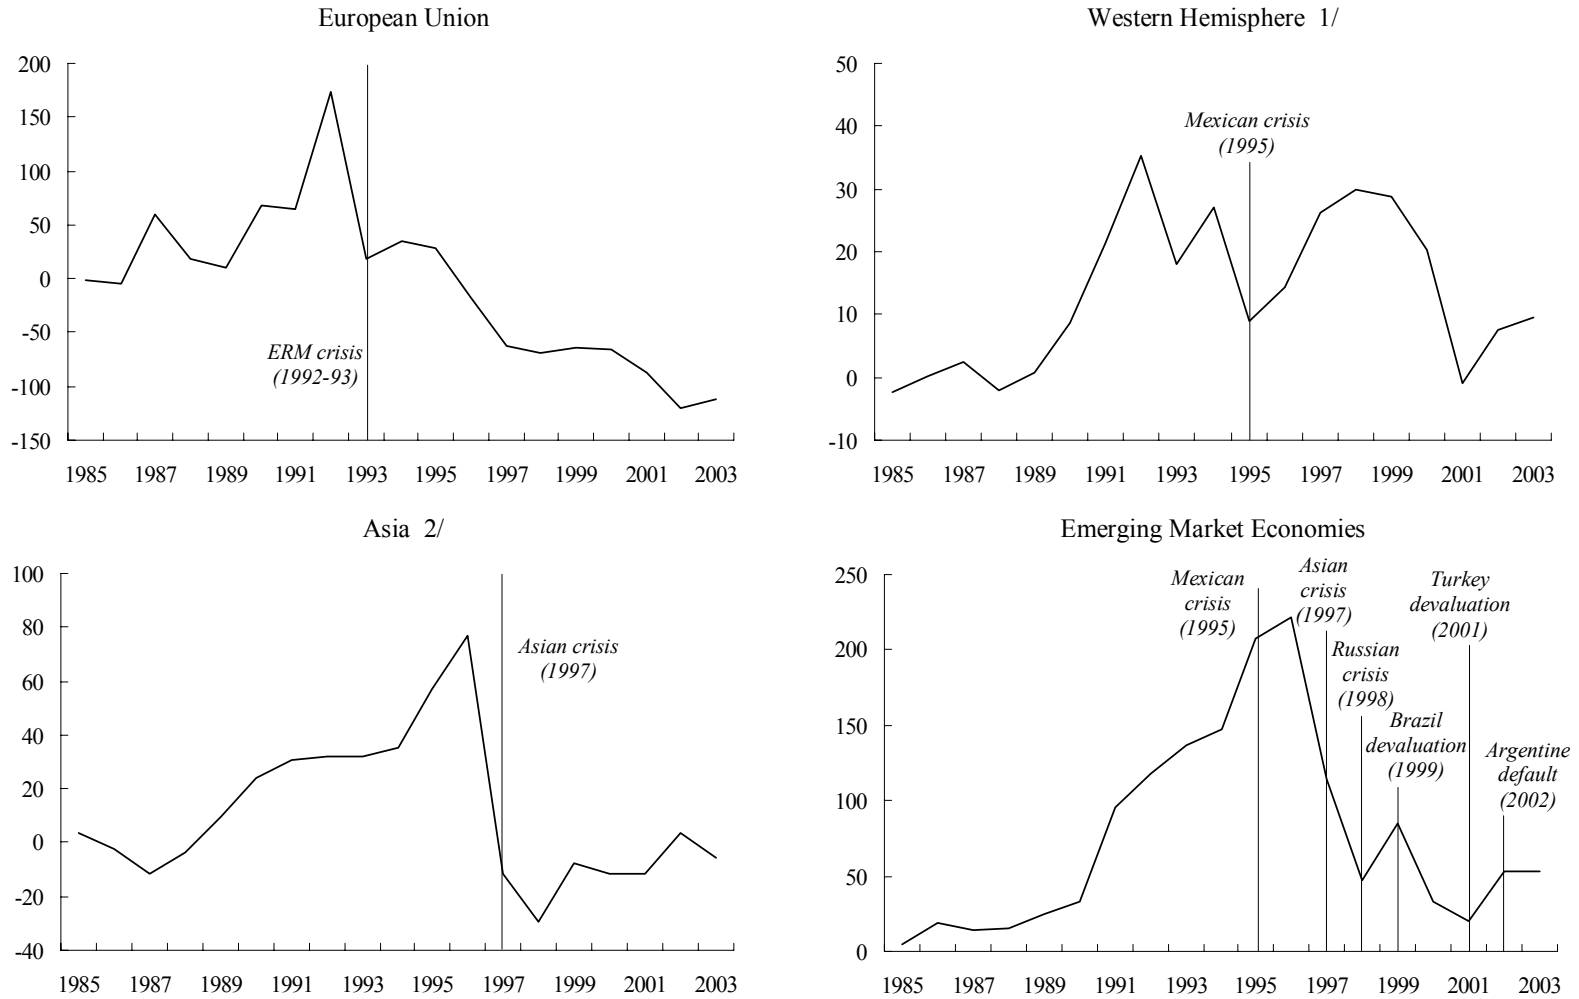 European Union
200
150
100
50
0
-50
-100
-150
ERM crisis
(1992-93)
1985 1987 1989 1991 1993 1995 1997 1999 2001 2003
Western Hemisphere 1/
50
40
30
20
10
0
-10
Mexican crisis
(1995)
1985 1987 1989 1991 1993 1995 1997 1999 2001 2003
Asia 2/
100
80
60
40
20
0
-20
-40
Asian crisis
(1997)
1985 1987 1989 1991 1993 1995 1997 1999 2001 2003
Emerging Market Economies
250
200
150
100
50
0
Mexican
crisis
(1995)
Asian
crisis
(1997)
Russian
crisis
(1998)
Brazil
devaluation
(1999)
Turkey
devaluation
(2001)
Argentine
default
(2002)
1985 1987 1989 1991 1993 1995 1997 1999 2001 2003